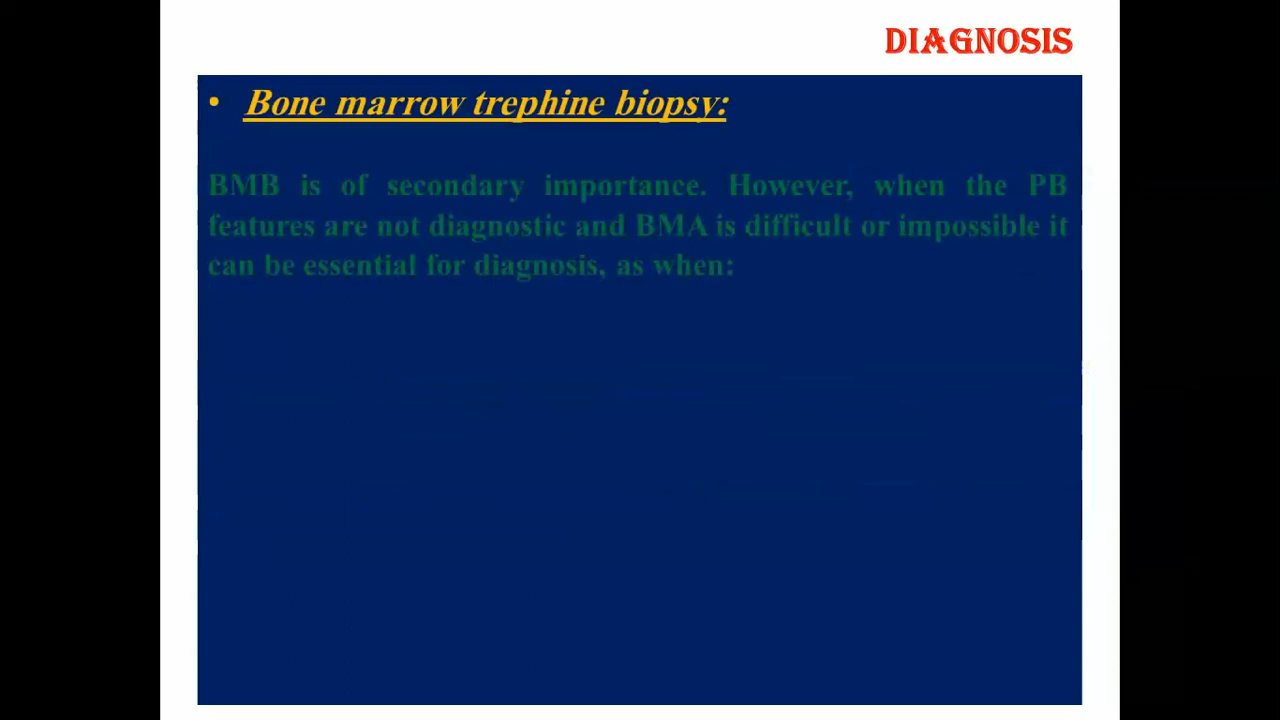 DIAGNOSIS
• Bone marrow trephine biopsy:
BMB is of secondary importance. However, when the PB
features are not diagnostic and BMA is difficult or impossible it
can be essential for diagnosis, as when: